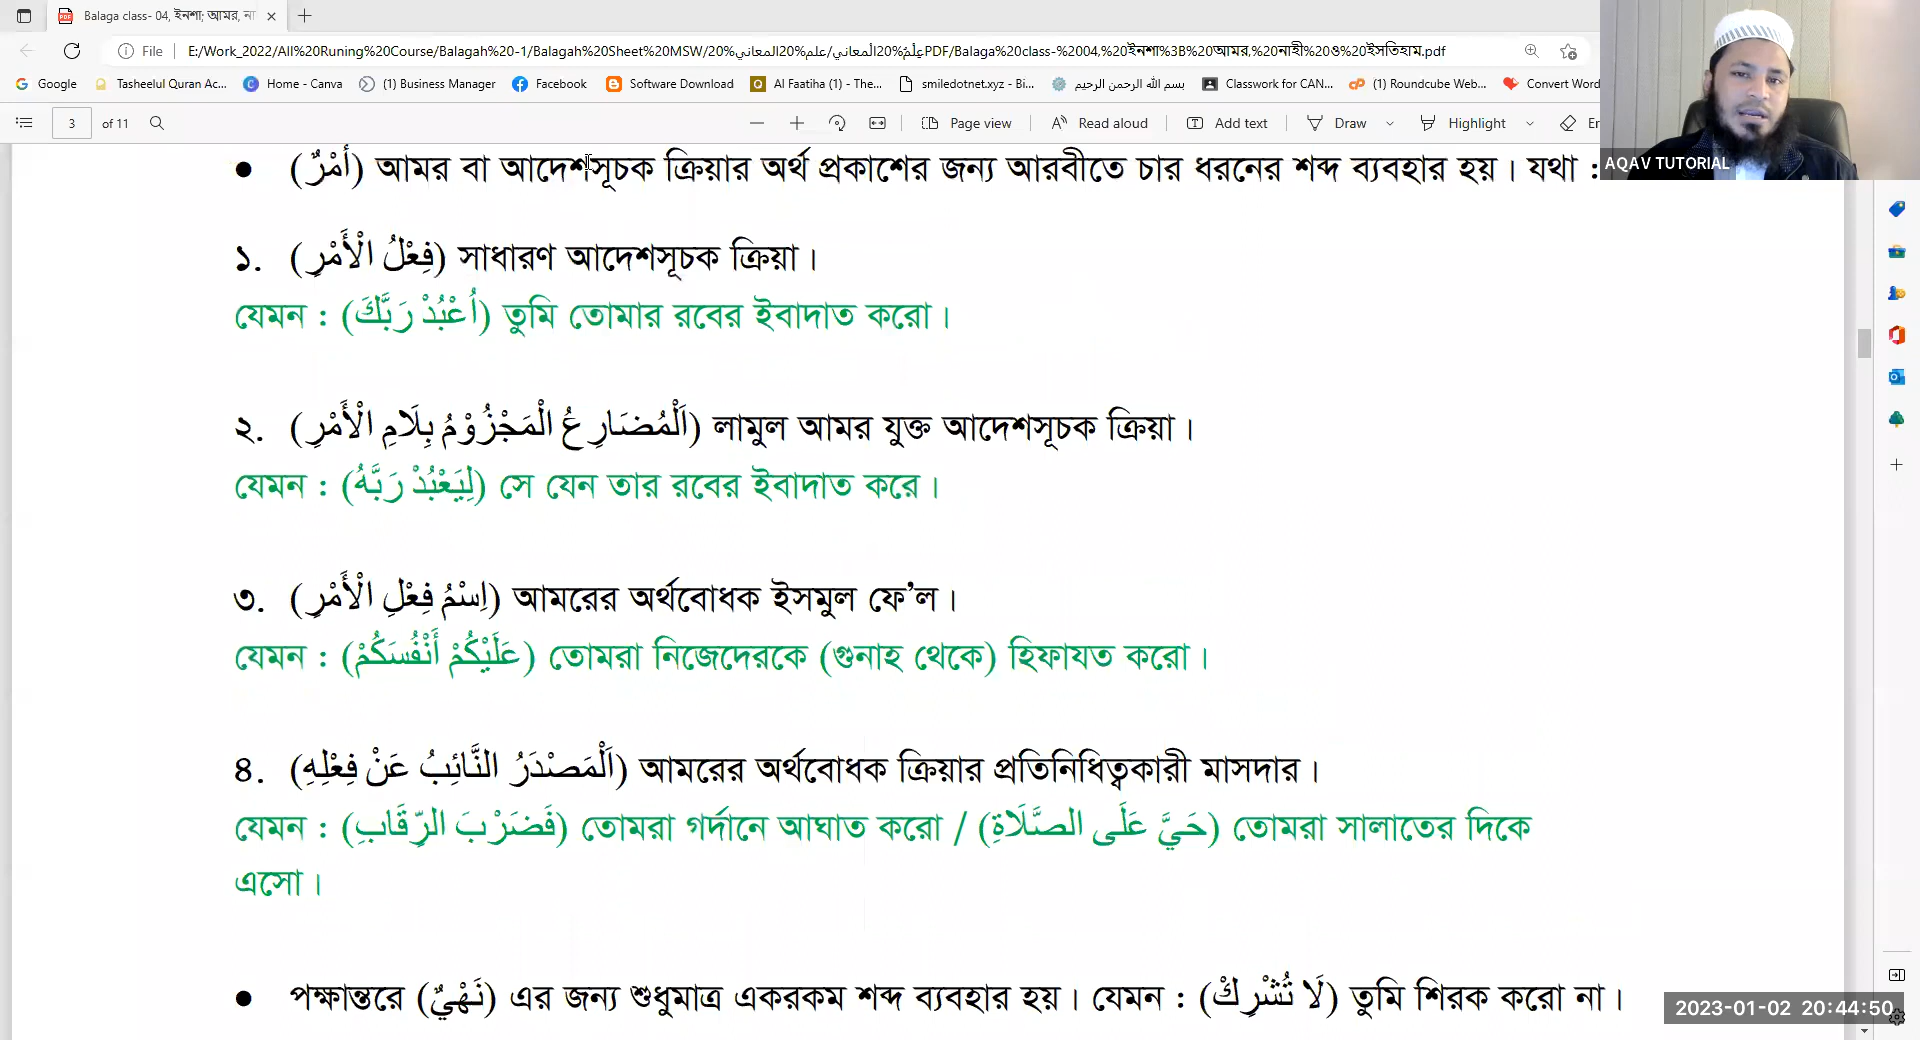 Balaga class- 04, ইনশা; আমর, না
File E:/Work_2022/All%20Runing%20Course/Balagah%20-1/Balagah%20Sheet%20MSW/20%عِلْمُ%20الْمعاني/علم%20المعانيPDF/Balaga%20class-%2004,%20ইনশা%3B%20আমর,%20নাহী%20ও%20ইসতিহাম.pdf
Google Tasheelul Quran Ac... Home - Canva (1) Business Manager Facebook Software Download Al Faatiha (1) - The... smiledotnet.xyz - Bi... بسم الله الرحمن الرحيم Classwork for CAN... (1) Roundcube Web... Convert Word
3 of 11 Page view Read aloud Add text Draw Highlight Er
AQAV TUTORIAL
● (أَمْرٌ) আমর বা আদেশসূচক ক্রিয়ার অর্থ প্রকাশের জন্য আরবীতে চার ধরনের শব্দ ব্যবহার হয়। যথা :
১. (فِعْلُ الْأَمْرِ) সাধারণ আদেশসূচক ক্রিয়া।
যেমন : (اُعْبُدْ رَبَّكَ) তুমি তোমার রবের ইবাদাত করো।
২. (اَلْمُضَارِعُ الْمَجْزُوْمُ بِلَامِ الْأَمْرِ) লামুল আমর যুক্ত আদেশসূচক ক্রিয়া।
যেমন : (لِيَعْبُدْ رَبَّهُ) সে যেন তার রবের ইবাদাত করে।
৩. (اِسْمُ فِعْلِ الْأَمْرِ) আমরের অর্থবোধক ইসমুল ফে’ল।
যেমন : (عَلَيْكُمْ أَنْفُسَكُمْ) তোমরা নিজেদেরকে (গুনাহ থেকে) হিফাযত করো।
৪. (اَلْمَصْدَرُ النَّائِبُ عَنْ فِعْلِهِ) আমরের অর্থবোধক ক্রিয়ার প্রতিনিধিত্বকারী মাসদার।
যেমন : (فَضَرْبَ الرِّقَابِ) তোমরা গর্দানে আঘাত করো / (حَيَّ عَلَى الصَّلَاةِ) তোমরা সালাতের দিকে
এসো।
● পক্ষান্তরে (نَهْيٌ) এর জন্য শুধুমাত্র একরকম শব্দ ব্যবহার হয়। যেমন : (لَا تُشْرِكْ) তুমি শিরক করো না।
2023-01-02 20:44:50